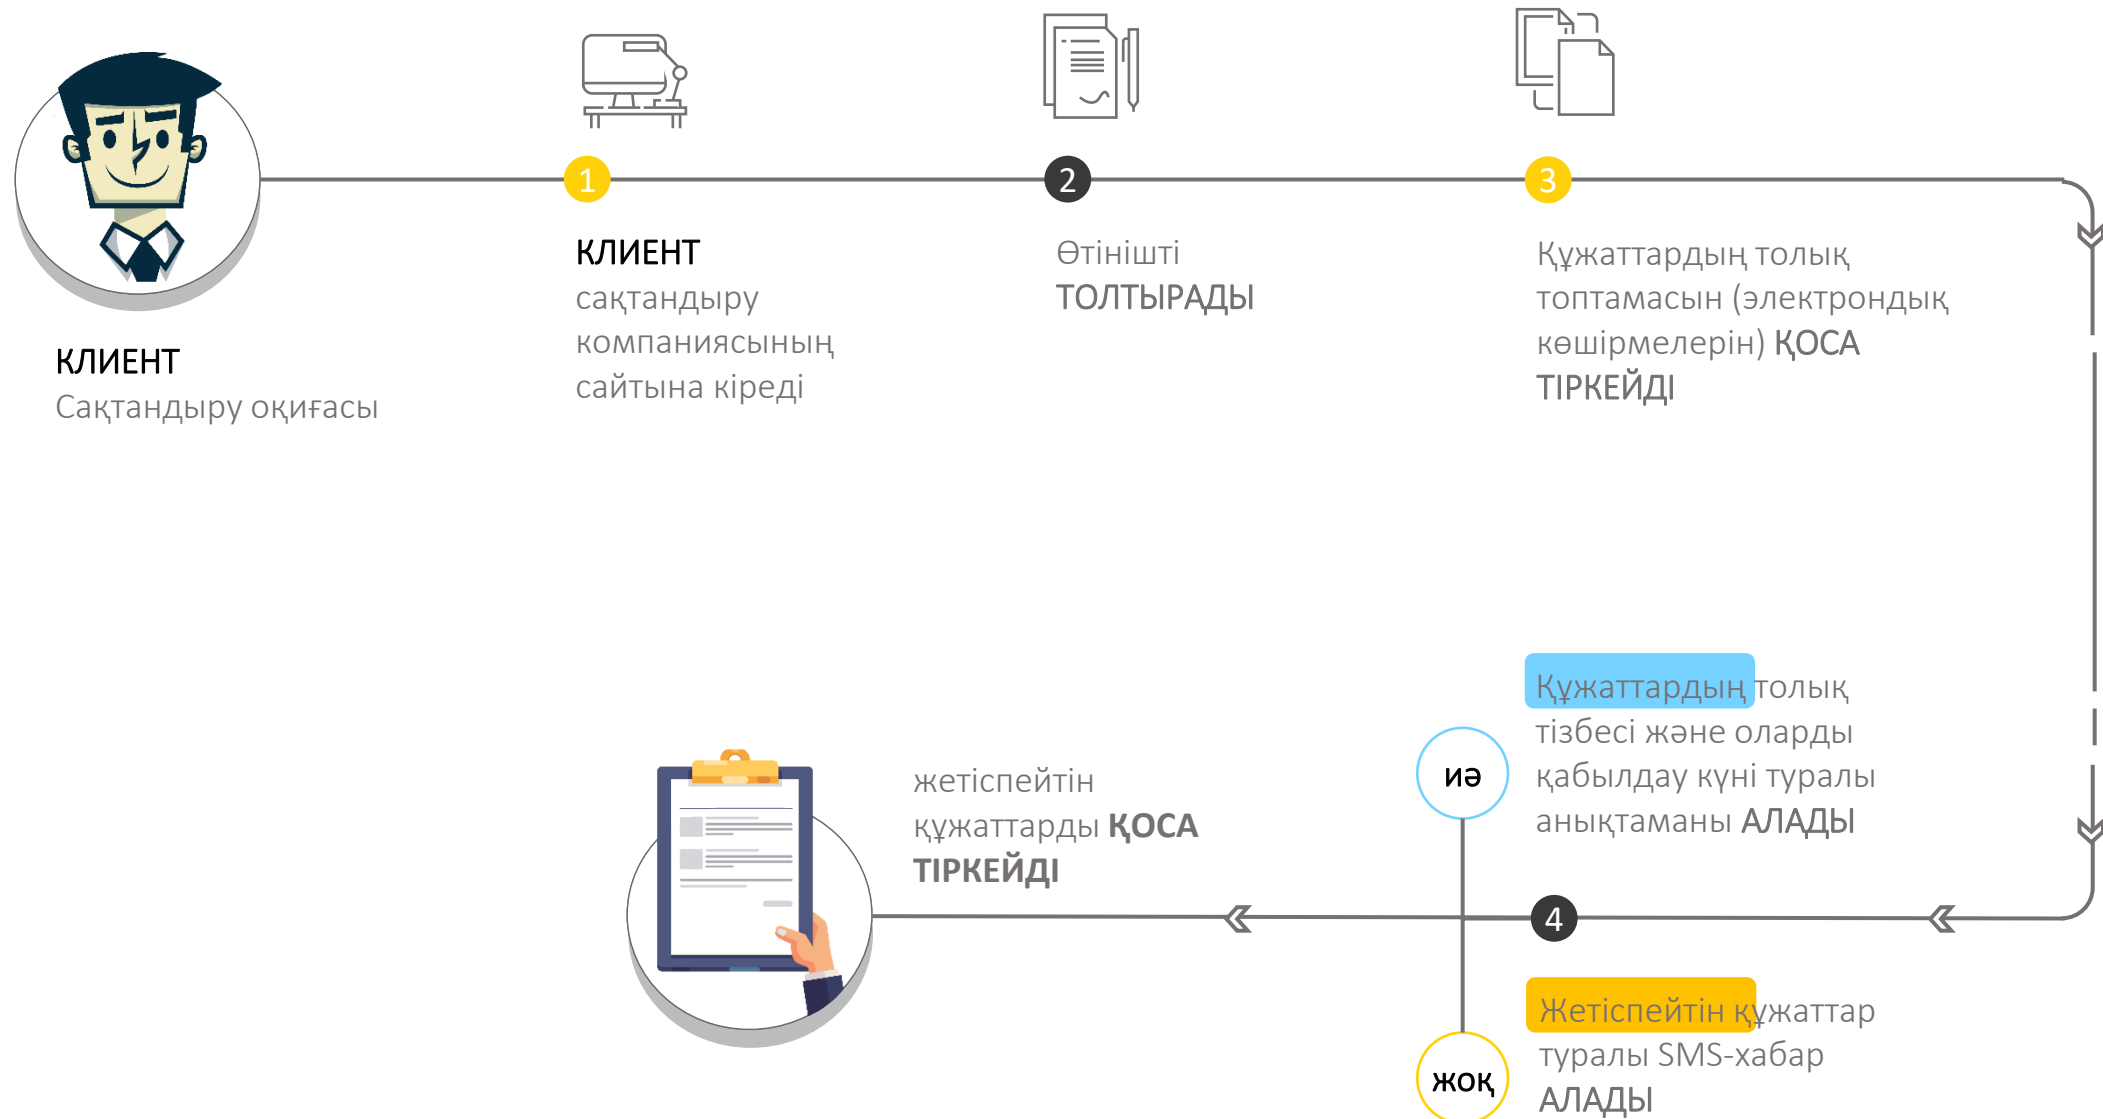 КЛИЕНТ
Сақтандыру оқиғасы
1
КЛИЕНТ
сақтандыру
компаниясының
сайтына кіреді
2
Өтінішті
ТОЛТЫРАДЫ
3
Құжаттардың толық
топтамасын (электрондық
көшірмелерін) ҚОСА
ТІРКЕЙДІ
4
иә
Құжаттардың толық
тізбесі және оларды
қабылдау күні туралы
анықтаманы АЛАДЫ
жоқ
Жетіспейтін құжаттар
туралы SMS-хабар
АЛАДЫ
жетіспейтін
құжаттарды ҚОСА
ТІРКЕЙДІ